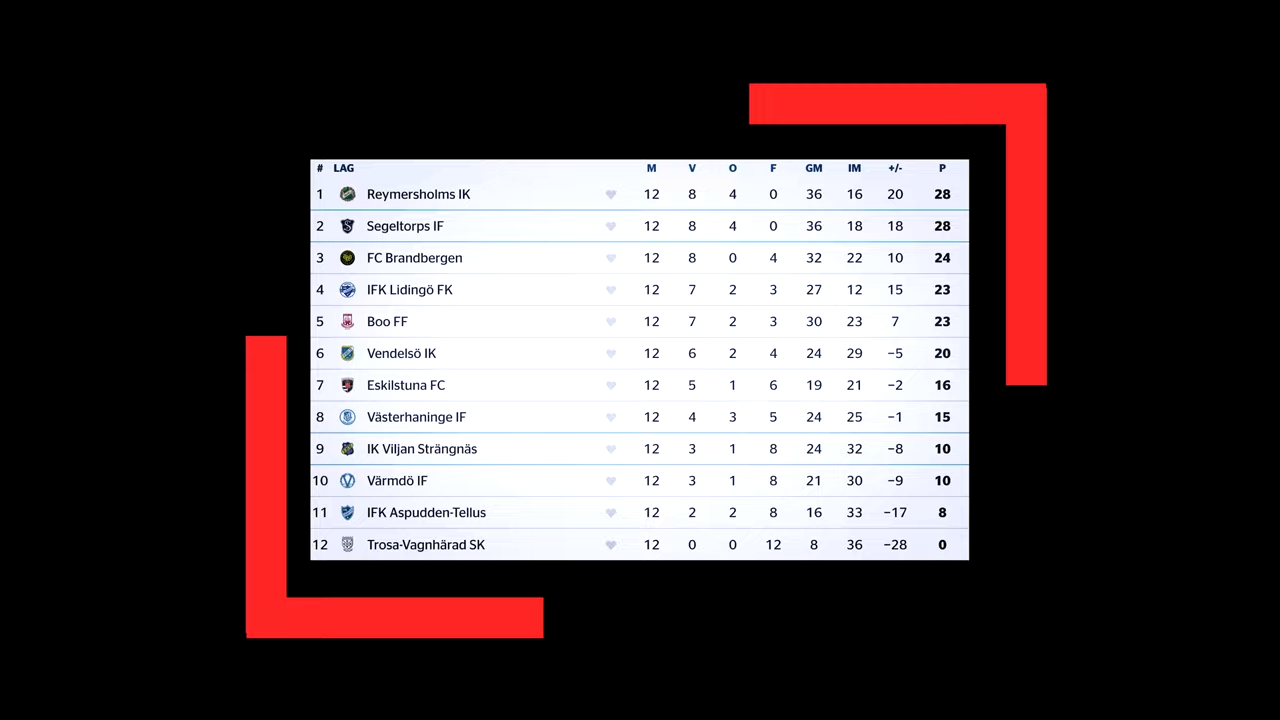 # LAG M V O F GM IM +/- P
1 Reymersholms IK 12 8 4 0 36 16 20 28
2 Segeltorps IF 12 8 4 0 36 18 18 28
3 FC Brandbergen 12 8 0 4 32 22 10 24
4 IFK Lidingö FK 12 7 2 3 27 12 15 23
5 Boo FF 12 7 2 3 30 23 7 23
6 Vendelsö IK 12 6 2 4 24 29 −5 20
7 Eskilstuna FC 12 5 1 6 19 21 −2 16
8 Västerhaninge IF 12 4 3 5 24 25 −1 15
9 IK Viljan Strängnäs 12 3 1 8 24 32 −8 10
10 Värmdö IF 12 3 1 8 21 30 −9 10
11 IFK Aspudden-Tellus 12 2 2 8 16 33 −17 8
12 Trosa-Vagnhärad SK 12 0 0 12 8 36 −28 0